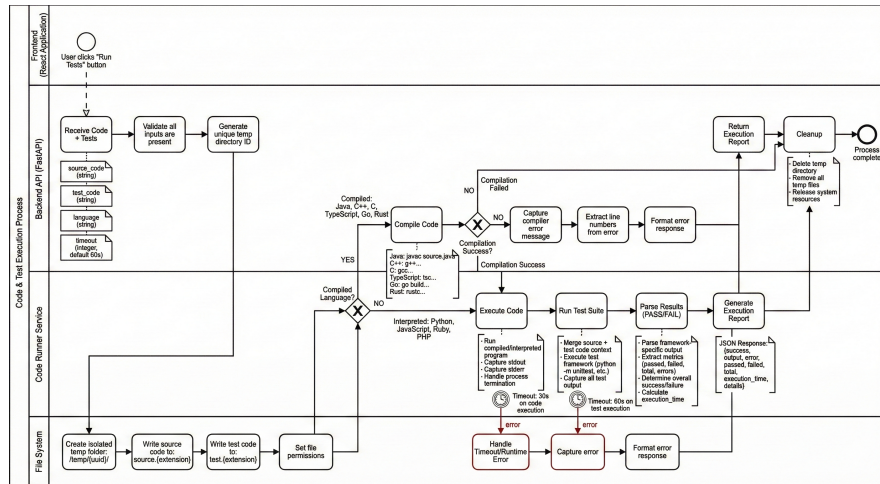 Code & Test Execution Process
Frontend
(React Application)
User clicks "Run
Tests" button
Backend API (FastAPI)
Receive Code
+ Tests
Validate all
inputs are
present
Generate
unique temp
directory ID
source_code
(string)
test_code
(string)
language
(string)
timeout
(integer,
default 60s)
Compiled:
Java, C++, C,
TypeScript, Go, Rust
Compile Code
NO
Compilation
Failed
X
NO
Compilation
Success?
Capture
compiler
error
message
Extract line
numbers
from error
Format error
response
Return
Execution
Report
Cleanup
Process
complete
- Delete temp
directory
- Remove all
temp files
- Release system
resources
YES
Java: javac source.java
C++: g++...
C: gcc...
TypeScript: tsc...
Go: go build...
Rust: rustc...
Compilation Success
Code Runner Service
Compiled
Language?
X
NO
Interpreted: Python,
JavaScript, Ruby,
PHP
Execute Code
Run Test Suite
Parse Results
(PASS/FAIL)
Generate
Execution
Report
- Run
compiled/interpreted
program
- Capture stdout
- Capture stderr
- Handle process
termination
- Merge source +
test code context
- Execute test
framework (python
-m unittest, etc.)
- Capture all test
output
- Parse framework-
specific output
- Extract metrics
(passed, failed,
total, errors)
- Determine overall
success/failure
- Calculate
execution_time
JSON Response:
{success,
output, error,
passed, failed,
total,
execution_time,
details}
Timeout: 30s
on code
execution
Timeout: 60s on
test execution
error
error
File System
Create isolated
temp folder:
/temp/{uuid}/
Write source
code to:
source.{extension}
Write test code
to:
test.{extension}
Set file
permissions
Handle
Timeout/Runtime
Error
Capture error
Format error
response